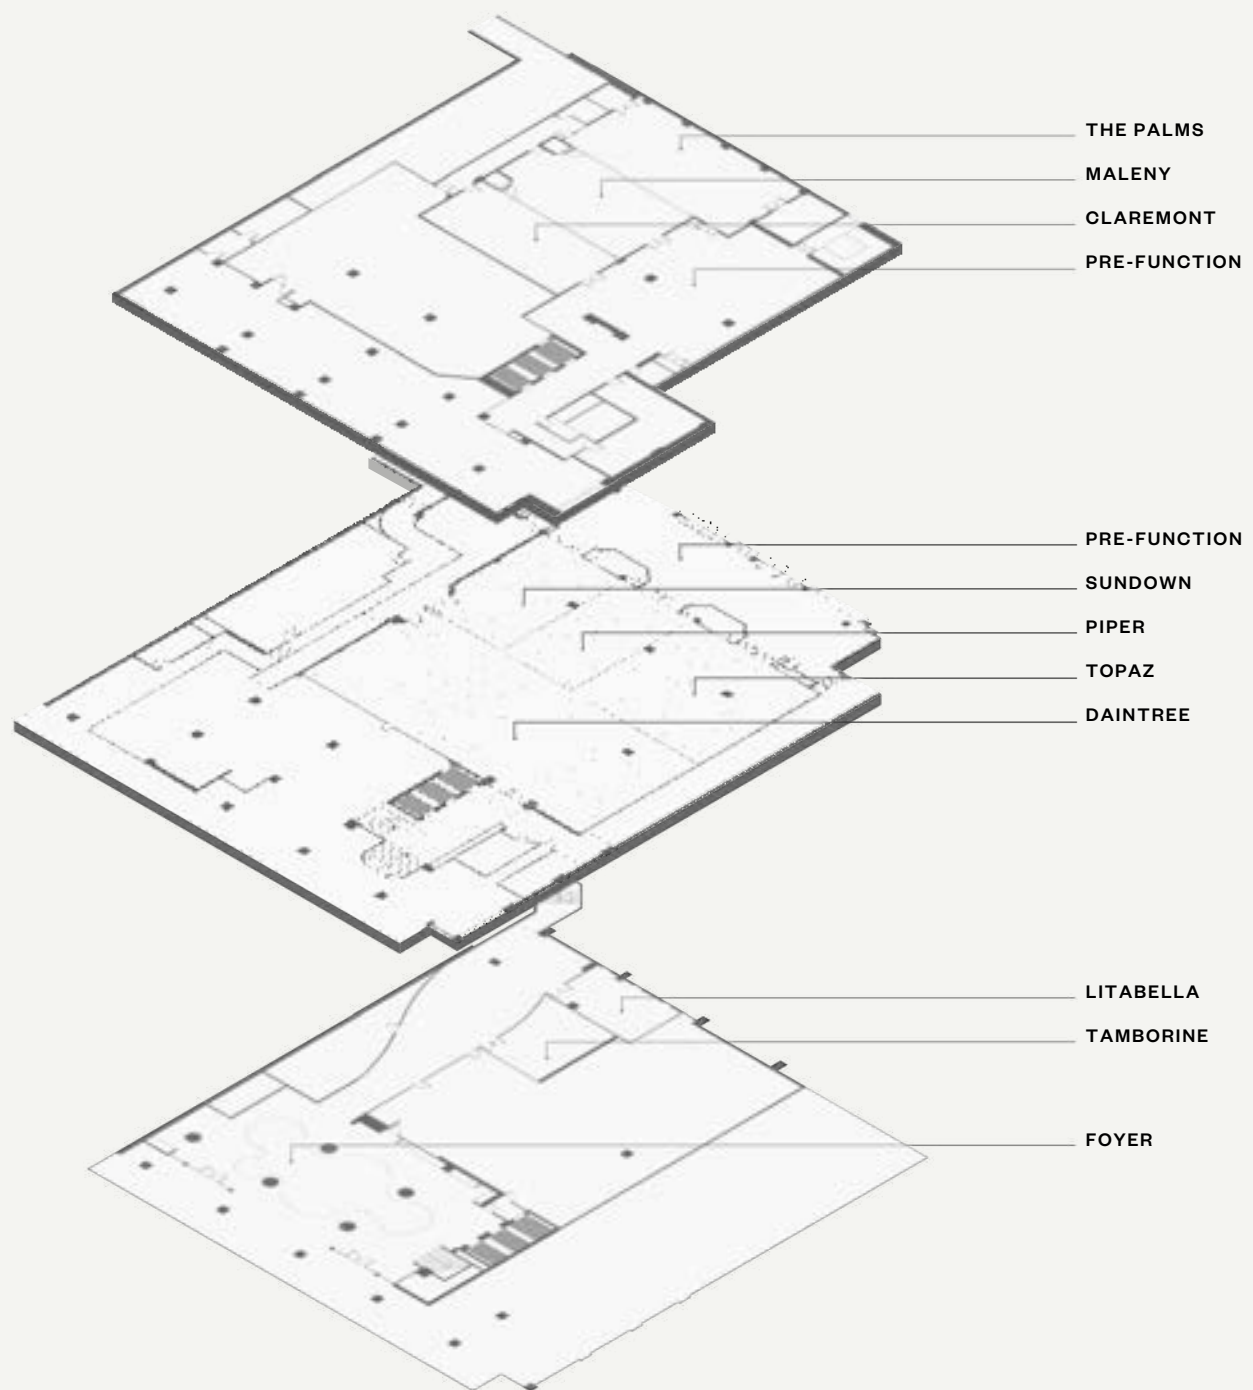 THE PALMS
MALENY
CLAREMONT
PRE-FUNCTION
PRE-FUNCTION
SUNDOWN
PIPER
TOPAZ
DAINTREE
LITABELLA
TAMBORINE
FOYER